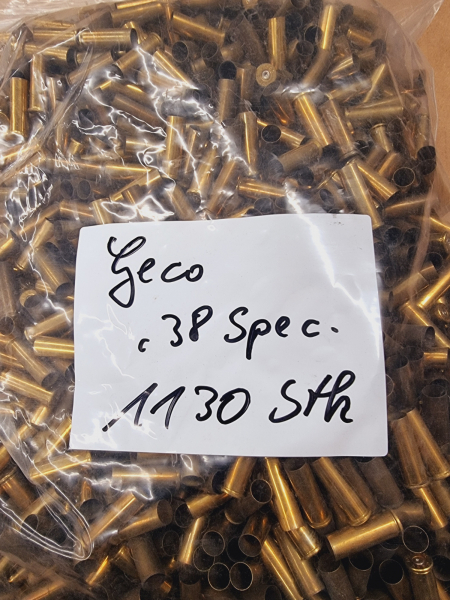 Geco
.38 Spec.
1130 Stk